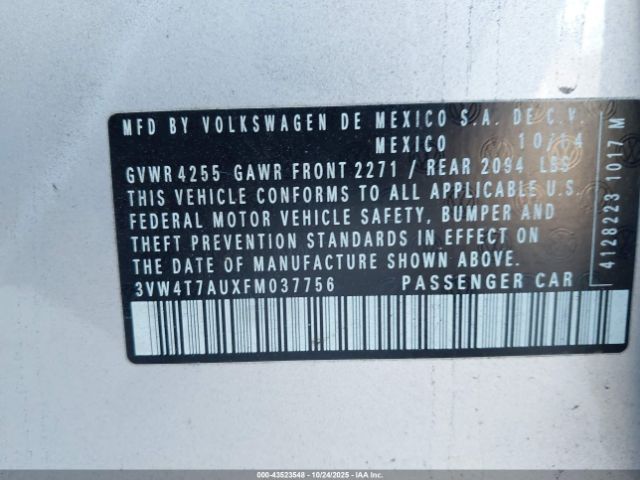 MFD BY VOLKSWAGEN DE MEXICO S.A. DE C.V.
MEXICO 10/14
GVWR 4255 GAWR FRONT 2271 / REAR 2094 LBS
THIS VEHICLE CONFORMS TO ALL APPLICABLE U.S.
FEDERAL MOTOR VEHICLE SAFETY, BUMPER AND
THEFT PREVENTION STANDARDS IN EFFECT ON
THE DATE OF MANUFACTURE SHOWN ABOVE.
3VW4T7AUXFM037756 PASSENGER CAR
4128223 1017 M
000-43523548 - 10/24/2025 - IAAI.COM